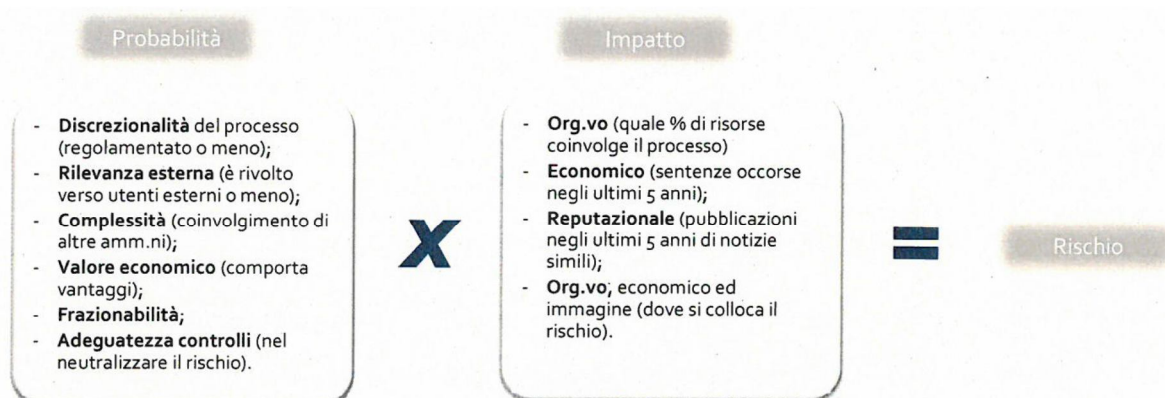 Probabilità
- Discrezionalità del processo
(regolamentato o meno);
- Rilevanza esterna (è rivolto
verso utenti esterni o meno);
- Complessità (coinvolgimento di
altre amm.ni);
- Valore economico (comporta
vantaggi);
- Frazionabilità;
- Adeguatezza controlli (nel
neutralizzare il rischio).
X
Impatto
- Org.vo (quale % di risorse
coinvolge il processo)
- Economico (sentenze occorse
negli ultimi 5 anni);
- Reputazionale (pubblicazioni
negli ultimi 5 anni di notizie
simili);
- Org.vo, economico ed
immagine (dove si colloca il
rischio).
=
Rischio